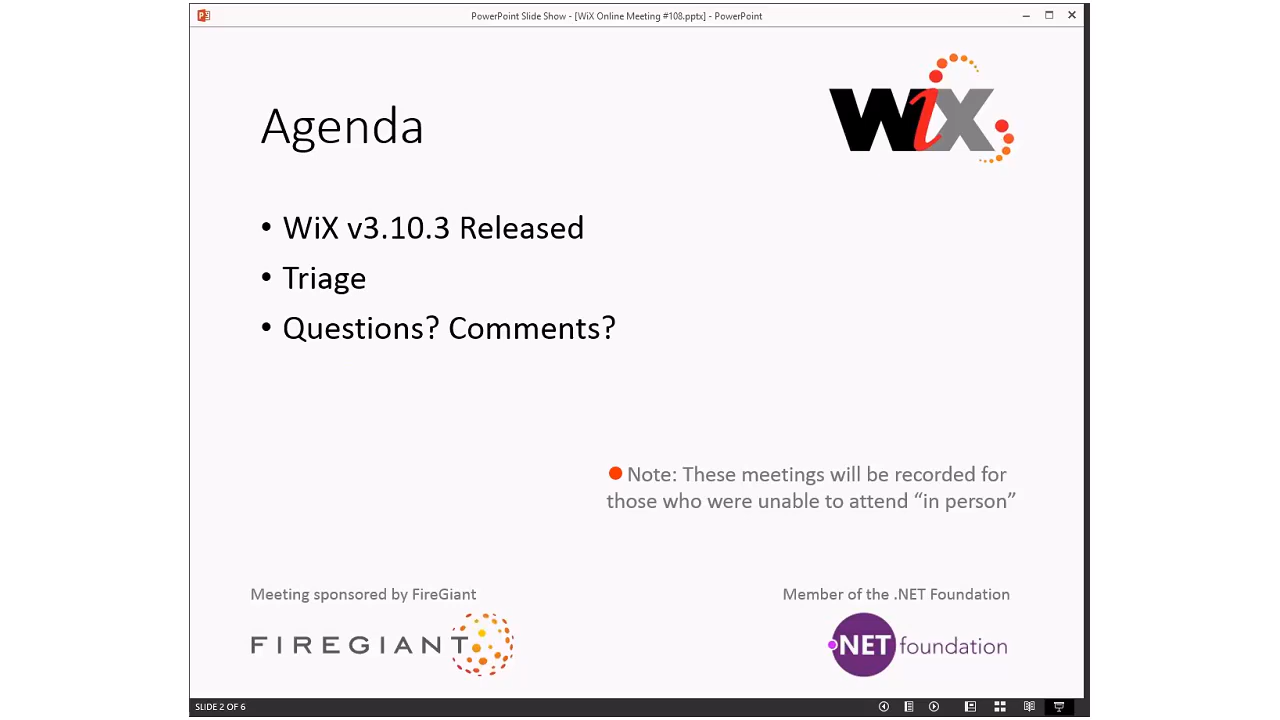 PowerPoint Slide Show - [WiX Online Meeting #108.pptx] - PowerPoint
WiX
Agenda
• WiX v3.10.3 Released
• Triage
• Questions? Comments?
Note: These meetings will be recorded for
those who were unable to attend “in person”
Meeting sponsored by FireGiant
Member of the .NET Foundation
FIREGIANT
.NET foundation
SLIDE 2 OF 6